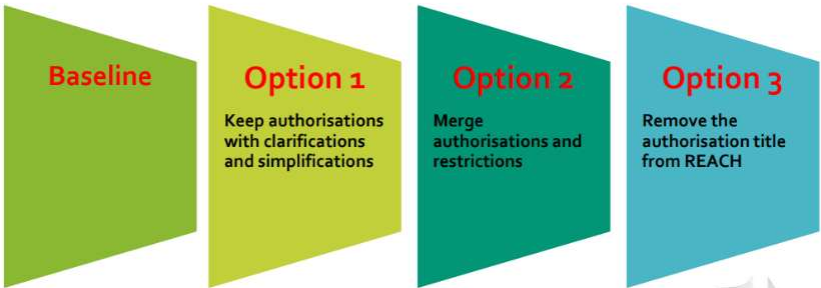 Baseline
Option 1
Keep authorisations
with clarifications
and simplifications
Option 2
Merge
authorisations and
restrictions
Option 3
Remove the
authorisation title
from REACH